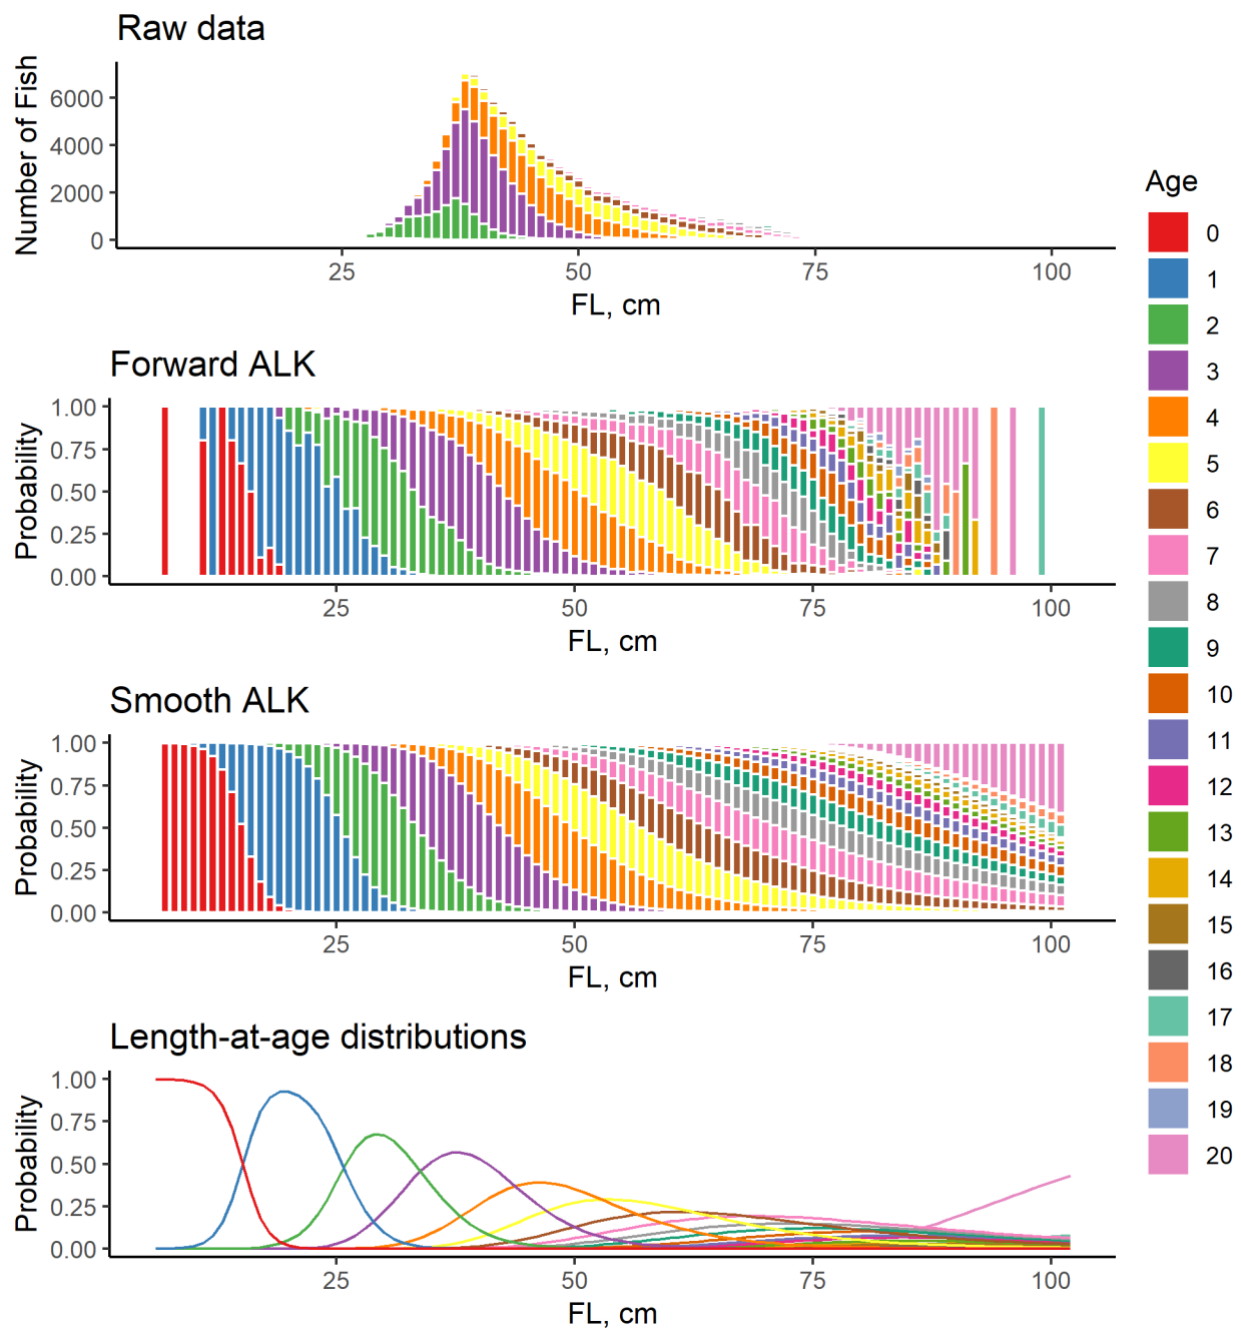 Raw data
Number of Fish
6000
4000
2000
0
25 50 75 100
FL, cm
Forward ALK
Probability
1.00
0.75
0.50
0.25
0.00
25 50 75 100
FL, cm
Smooth ALK
Probability
1.00
0.75
0.50
0.25
0.00
25 50 75 100
FL, cm
Length-at-age distributions
Probability
1.00
0.75
0.50
0.25
0.00
25 50 75 100
FL, cm
Age
0
1
2
3
4
5
6
7
8
9
10
11
12
13
14
15
16
17
18
19
20